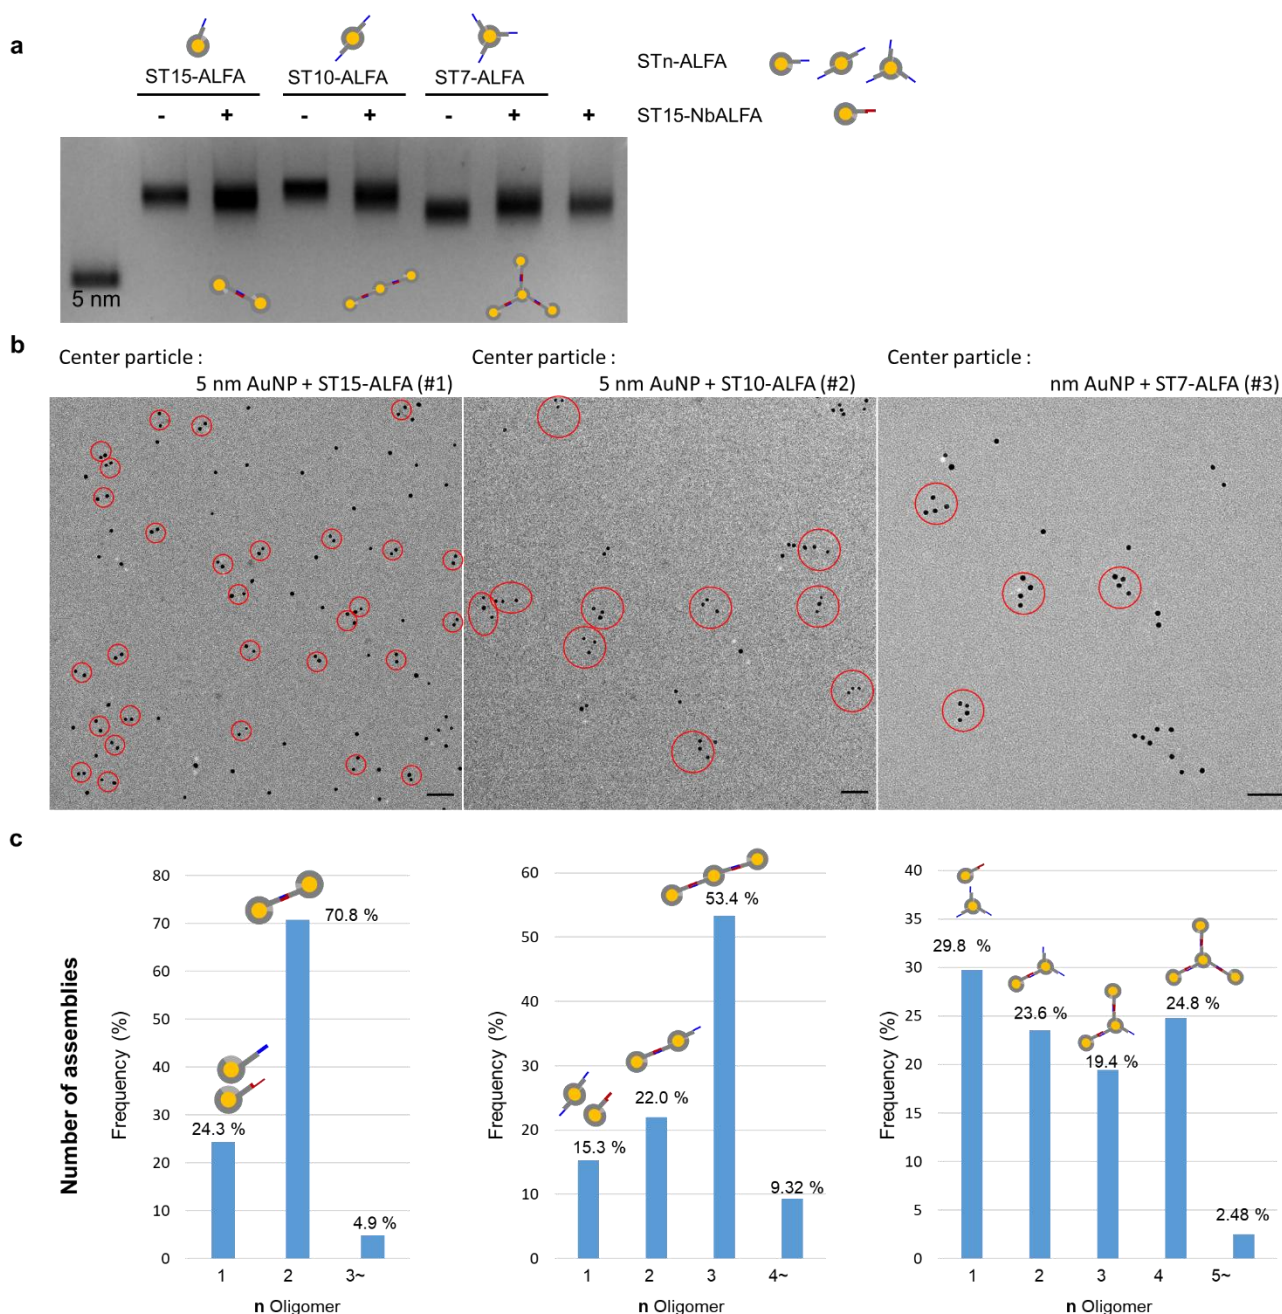 a
ST15-ALFA ST10-ALFA ST7-ALFA STn-ALFA
- + - + - + + ST15-NbALFA
5 nm
b
Center particle : Center particle : Center particle :
5 nm AuNP + ST15-ALFA (#1) 5 nm AuNP + ST10-ALFA (#2) nm AuNP + ST7-ALFA (#3)
c
Number of assemblies
Frequency (%)
80
70
60
50
40
30
20
10
0
24.3 %
70.8 %
4.9 %
1 2 3~
n Oligomer
Frequency (%)
60
50
40
30
20
10
0
15.3 %
22.0 %
53.4 %
9.32 %
1 2 3 4~
n Oligomer
Frequency (%)
40
35
30
25
20
15
10
5
0
29.8 %
23.6 %
19.4 %
24.8 %
2.48 %
1 2 3 4 5~
n Oligomer